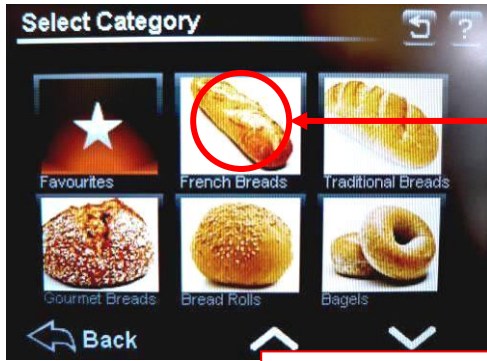 Select Category
?
Favourites
French Breads
Traditional Breads
Gourmet Breads
Bread Rolls
Bagels
Back